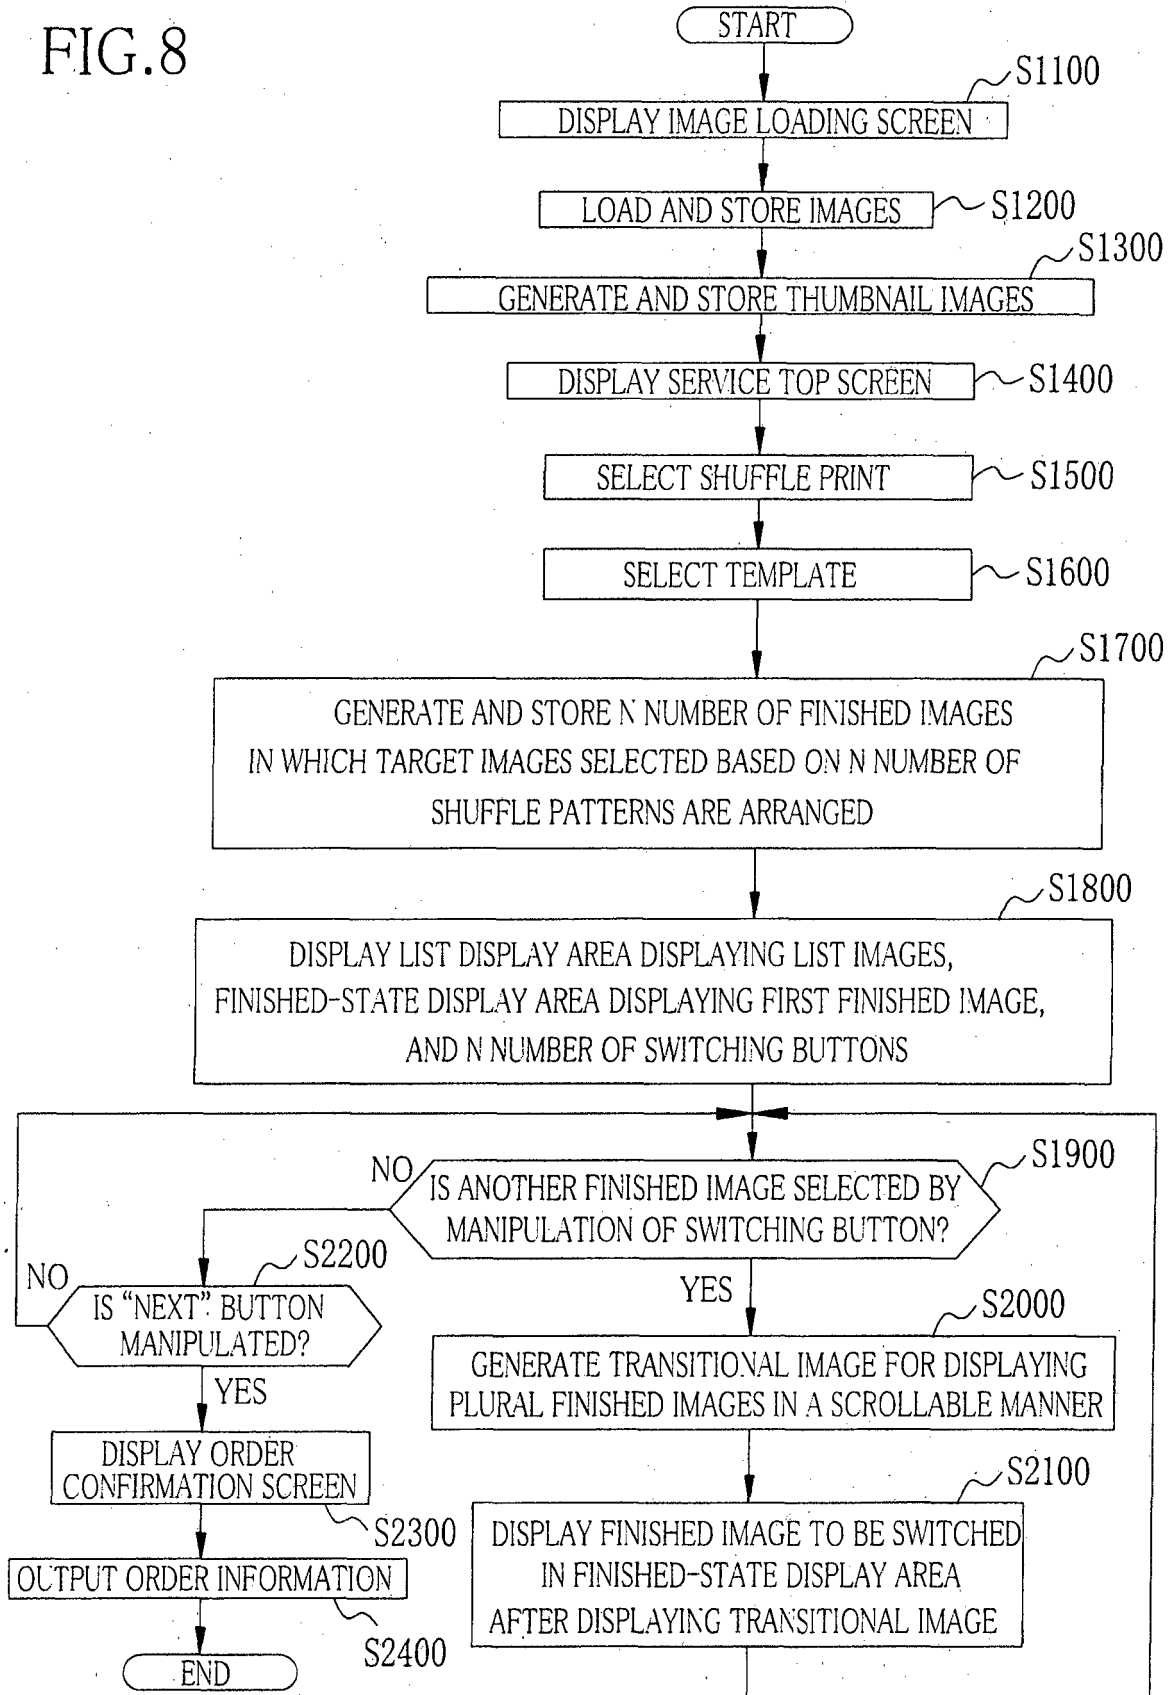 FIG.8
START
S1100
DISPLAY IMAGE LOADING SCREEN
LOAD AND STORE IMAGES
S1200
S1300
GENERATE AND STORE THUMBNAIL IMAGES
DISPLAY SERVICE TOP SCREEN
S1400
SELECT SHUFFLE PRINT
S1500
SELECT TEMPLATE
S1600
S1700
GENERATE AND STORE N NUMBER OF FINISHED IMAGES
IN WHICH TARGET IMAGES SELECTED BASED ON N NUMBER OF
SHUFFLE PATTERNS ARE ARRANGED
S1800
DISPLAY LIST DISPLAY AREA DISPLAYING LIST IMAGES,
FINISHED-STATE DISPLAY AREA DISPLAYING FIRST FINISHED IMAGE,
AND N NUMBER OF SWITCHING BUTTONS
S1900
NO
IS ANOTHER FINISHED IMAGE SELECTED BY
MANIPULATION OF SWITCHING BUTTON?
YES
S2200
NO
IS “NEXT” BUTTON
MANIPULATED?
YES
S2000
GENERATE TRANSITIONAL IMAGE FOR DISPLAYING
PLURAL FINISHED IMAGES IN A SCROLLABLE MANNER
DISPLAY ORDER
CONFIRMATION SCREEN
S2300
S2100
DISPLAY FINISHED IMAGE TO BE SWITCHED
IN FINISHED-STATE DISPLAY AREA
AFTER DISPLAYING TRANSITIONAL IMAGE
OUTPUT ORDER INFORMATION
S2400
END